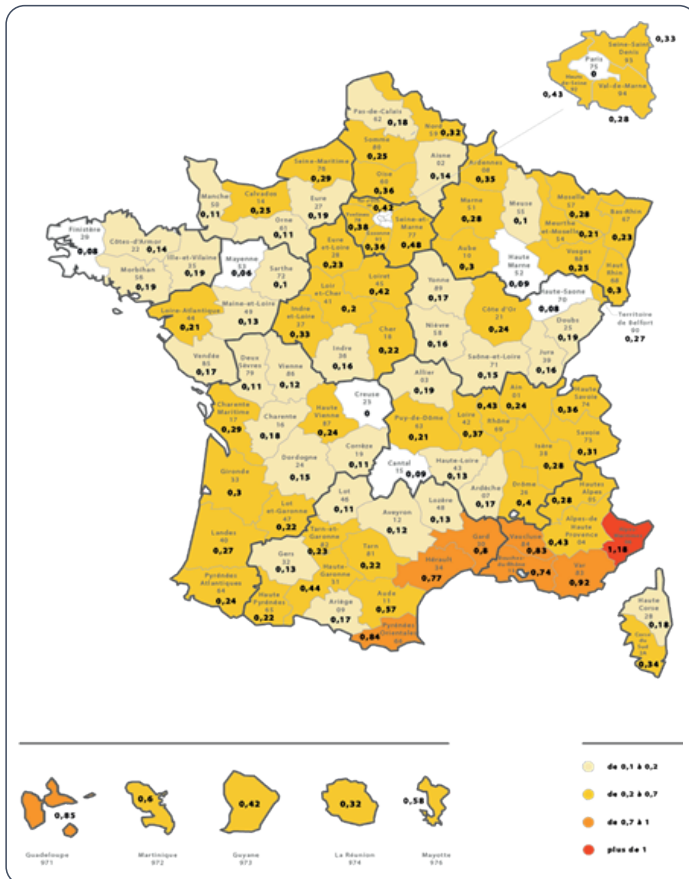 0,33
Seine-Saint
Denis
93
Paris
75
0
Hauts
de-Seine
92
Val-de-Marne
94
0,43
0,28
Pas-de-Calais
62
0,18
Nord
59
0,32
Somme
80
0,25
Aisne
02
0,14
Oise
60
0,36
Ardennes
08
0,35
Seine-Maritime
76
0,29
Manche
50
0,11
Calvados
14
0,25
Eure
27
0,19
Orne
61
0,11
0,42
Yvelines
78
0,38
Essonne
91
0,36
Seine-et-
Marne
77
0,48
Marne
51
0,28
Aube
10
0,3
Haute
Marne
52
0,09
Meuse
55
0,1
Moselle
57
0,28
Meurthe
et-Moselle
54
0,21
Bas-Rhin
67
0,23
Vosges
88
0,25
Haut
Rhin
68
0,3
Finistère
29
0,08
Côtes-d'Armor
22
0,14
Morbihan
56
0,19
Ille-et-Vilaine
35
0,19
Mayenne
53
0,06
Sarthe
72
0,1
Loire-Atlantique
44
0,21
Maine-et-Loire
49
0,13
Vendée
85
0,17
Eure
et-Loire
28
0,23
Loiret
45
0,42
Loir
et-Cher
41
0,2
Indre
et-Loire
37
0,33
Cher
18
0,22
Indre
36
0,16
Yonne
89
0,17
Côte d'Or
21
0,24
Nièvre
58
0,16
Saône-et-Loire
71
0,15
Haute-Saone
70
0,08
Doubs
25
0,19
Jura
39
0,16
Territoire
de Belfort
90
0,27
Deux
Sèvres
79
0,11
Vienne
86
0,12
Charente
Maritime
17
0,29
Charente
16
0,18
Haute
Vienne
87
0,24
Creuse
23
0
Corrèze
19
0,11
Dordogne
24
0,15
Gironde
33
0,3
Lot
et-Garonne
47
0,22
Landes
40
0,27
Pyrénées
Atlantiques
64
0,24
Allier
03
0,19
Puy-de-Dôme
63
0,21
Cantal
15
0,09
Haute-Loire
43
0,13
Loire
42
0,37
Rhône
69
0,43
Ain
01
0,24
Haute
Savoie
74
0,36
Savoie
73
0,31
Isère
38
0,28
Drôme
26
0,4
Ardèche
07
0,17
Hautes
Alpes
05
0,28
Alpes-de
Haute
Provence
04
0,43
1,18
Vaucluse
84
0,83
Bouches-
du-Rhône
13
0,74
Var
83
0,92
Lot
46
0,11
Aveyron
12
0,12
Lozère
48
0,13
Tarn-et
Garonne
82
0,23
Tarn
81
0,22
Gers
32
0,13
Haute
Garonne
31
0,44
Hautes
Pyrénées
65
0,22
Ariège
09
0,17
Aude
11
0,57
Pyrénées
Orientales
66
0,84
Hérault
34
0,77
Gard
30
0,8
Haute
Corse
2B
0,18
Corse
du Sud
2A
0,34
0,85
Guadeloupe
971
0,6
Martinique
972
0,42
Guyane
973
0,32
La Réunion
974
0,58
Mayotte
976
de 0,1 à 0,2
de 0,2 à 0,7
de 0,7 à 1
plus de 1